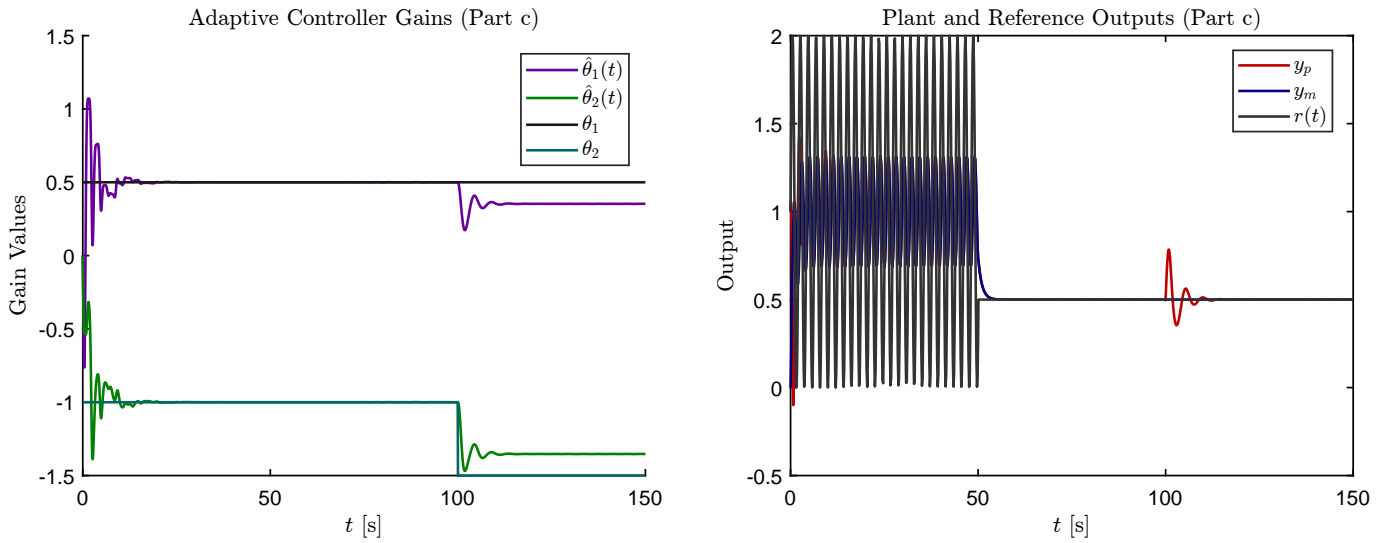 Adaptive Controller Gains (Part c)
Gain Values
1.5
1
0.5
0
-0.5
-1
-1.5
0
50
100
150
t [s]
θ̂₁(t)
θ̂₂(t)
θ₁
θ₂
Plant and Reference Outputs (Part c)
Output
2
1.5
1
0.5
0
-0.5
0
50
100
150
t [s]
yₚ
yₘ
r(t)